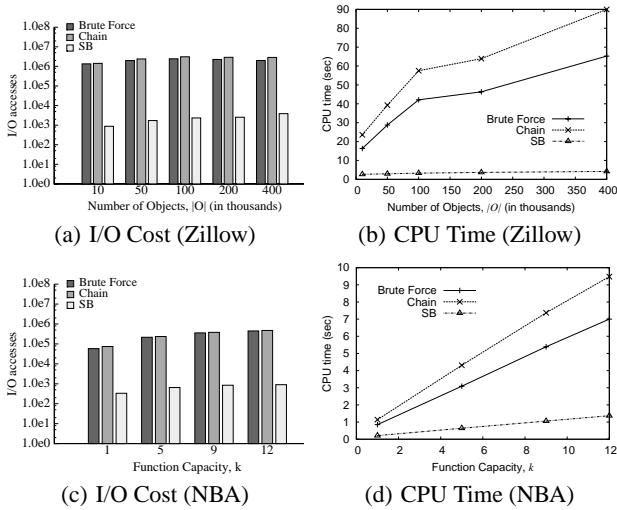 1.0e8
1.0e7
1.0e6
1.0e5
1.0e4
1.0e3
1.0e2
1.0e1
1.0e0
I/O accesses
Brute Force
Chain
SB
10 50 100 200 400
Number of Objects, |O| (in thousands)
(a) I/O Cost (Zillow)
90
80
70
60
50
40
30
20
10
0
CPU time (sec)
Brute Force
Chain
SB
0 50 100 150 200 250 300 350 400
Number of Objects, |O| (in thousands)
(b) CPU Time (Zillow)
1.0e8
1.0e7
1.0e6
1.0e5
1.0e4
1.0e3
1.0e2
1.0e1
1.0e0
I/O accesses
Brute Force
Chain
SB
1 5 9 12
Function Capacity, k
(c) I/O Cost (NBA)
10
9
8
7
6
5
4
3
2
1
0
CPU time (sec)
Brute Force
Chain
SB
0 2 4 6 8 10 12
Function Capacity, k
(d) CPU Time (NBA)